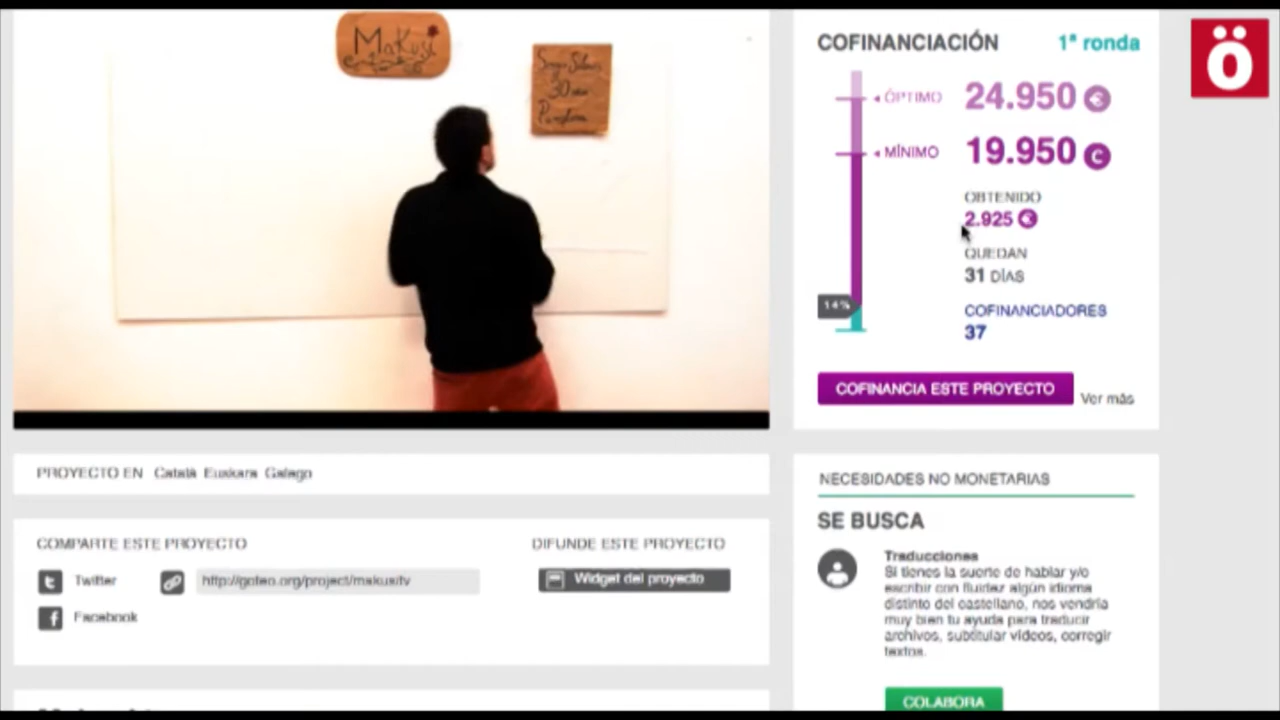 Makusi
30
Pamplona
COFINANCIACIÓN
1ª ronda
ÓPTIMO
24.950 €
MÍNIMO
19.950 €
OBTENIDO
2.925 €
QUEDAN
31 DÍAS
14%
COFINANCIADORES
37
COFINANCIA ESTE PROYECTO
Ver más
ö
PROYECTO EN Català Euskara Galego
COMPARTE ESTE PROYECTO
Twitter
http://goteo.org/project/makusitv
Facebook
DIFUNDE ESTE PROYECTO
Widget del proyecto
NECESIDADES NO MONETARIAS
SE BUSCA
Traducciones
Si tienes la suerte de hablar y/o
escribir con fluidez algún idioma
distinto del castellano, nos vendría
muy bien tu ayuda para traducir
archivos, subtitular vídeos, corregir
textos.
COLABORA